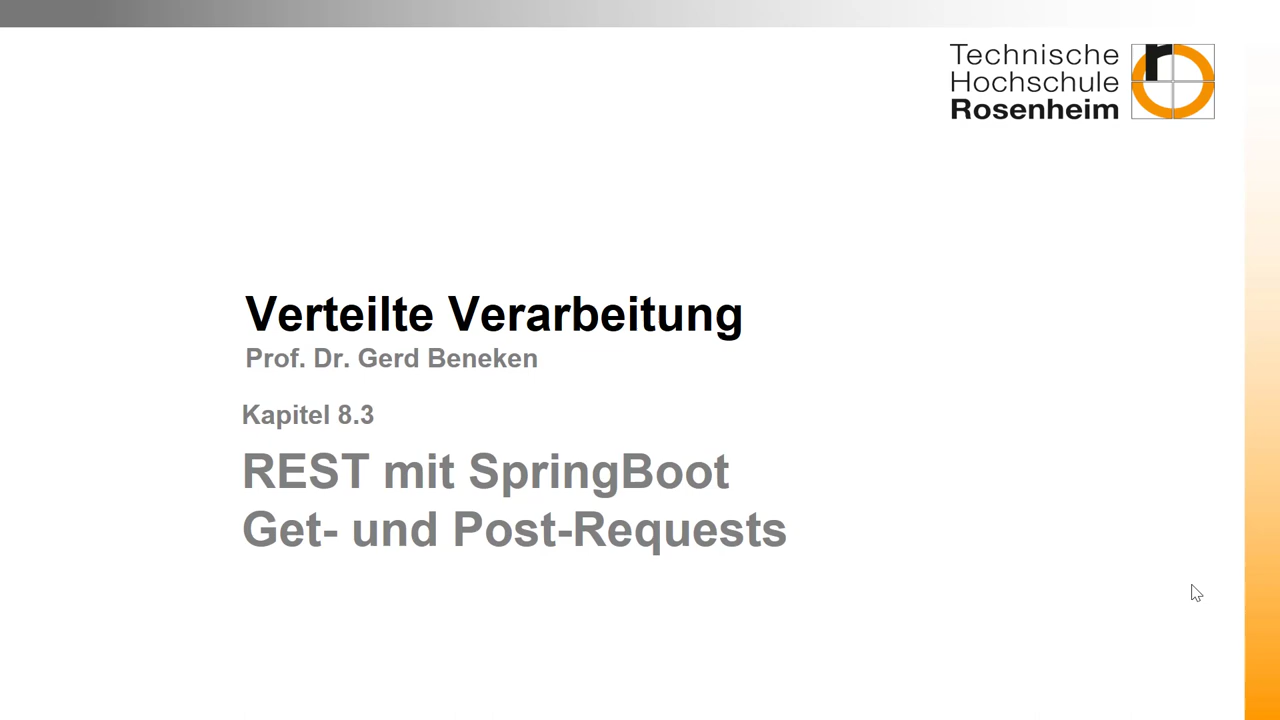 Technische
Hochschule
Rosenheim
Verteilte Verarbeitung
Prof. Dr. Gerd Beneken
Kapitel 8.3
REST mit SpringBoot
Get- und Post-Requests